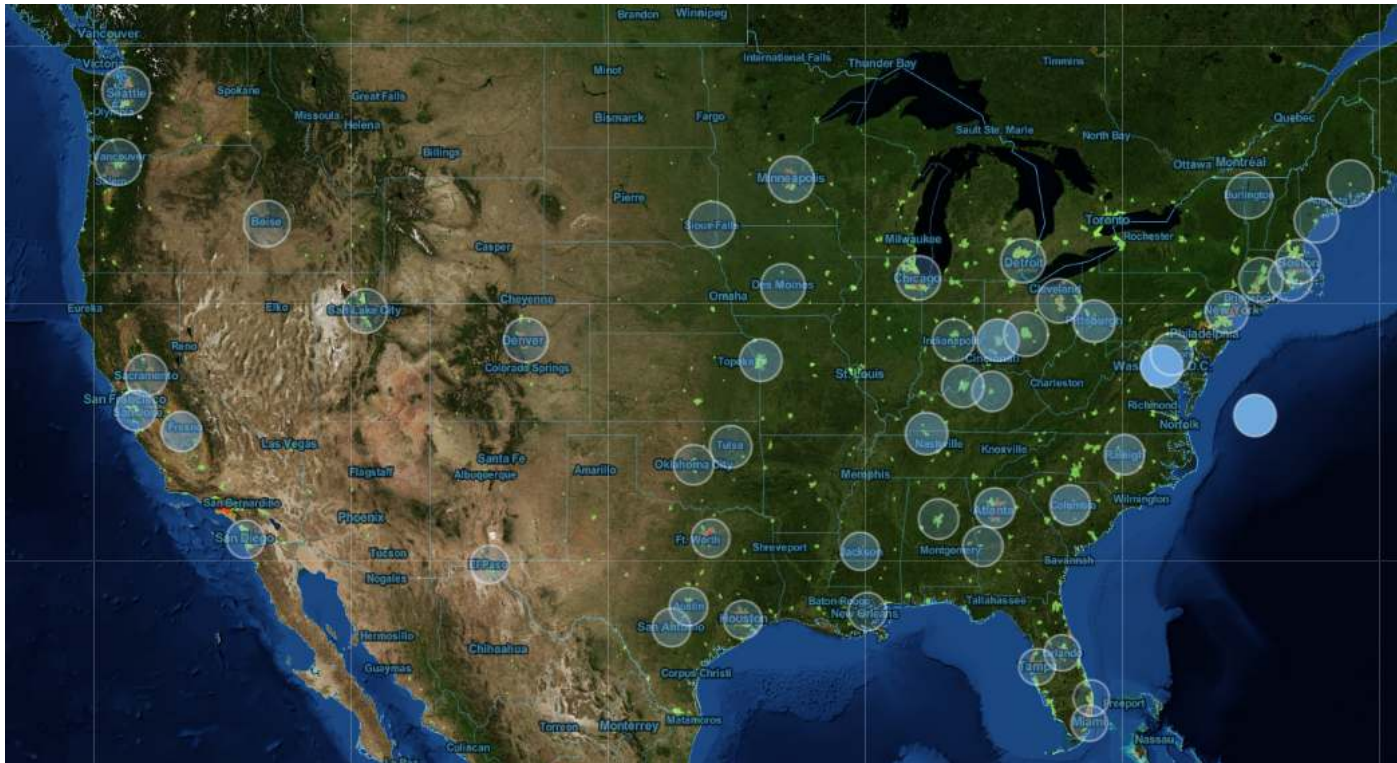 Brandon
Winnipeg
Vancouver
Victoria
International Falls
Thunder Bay
Timmins
Minot
Seattle
Spokane
Great Falls
Olympia
Missoula
Helena
Bismarck
Fargo
Quebec
Sault Ste. Marie
North Bay
Vancouver
Billings
Ottawa
Montréal
Salem
Minneapolis
Pierre
Burlington
Boise
Sioux Falls
Toronto
Rochester
Casper
Milwaukee
Detroit
Chicago
Des Moines
Cleveland
Omaha
Cheyenne
Elko
Eureka
Salt Lake City
New York
Pittsburgh
Philadelphia
Denver
Reno
Indianapolis
Cincinnati
Topeka
Colorado Springs
St. Louis
Sacramento
Charleston
San Francisco
San Jose
Richmond
Norfolk
Fresno
Las Vegas
Tulsa
Nashville
Knoxville
Raleigh
Santa Fe
Oklahoma City
Flagstaff
Albuquerque
Amarillo
Memphis
Wilmington
San Bernardino
Columbia
Atlanta
Phoenix
San Diego
Ft. Worth
Shreveport
Jackson
Montgomery
Tucson
Savannah
El Paso
Nogales
Baton Rouge
Tallahassee
Austin
New Orleans
Houston
San Antonio
Hermosillo
Chihuahua
Orlando
Tampa
Guaymas
Corpus Christi
Freeport
Matamoros
Miami
Torreon
Monterrey
Nassau
Culiacan